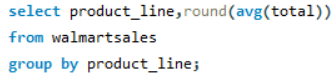 select product_line,round(avg(total))
from walmartsales
group by product_line;